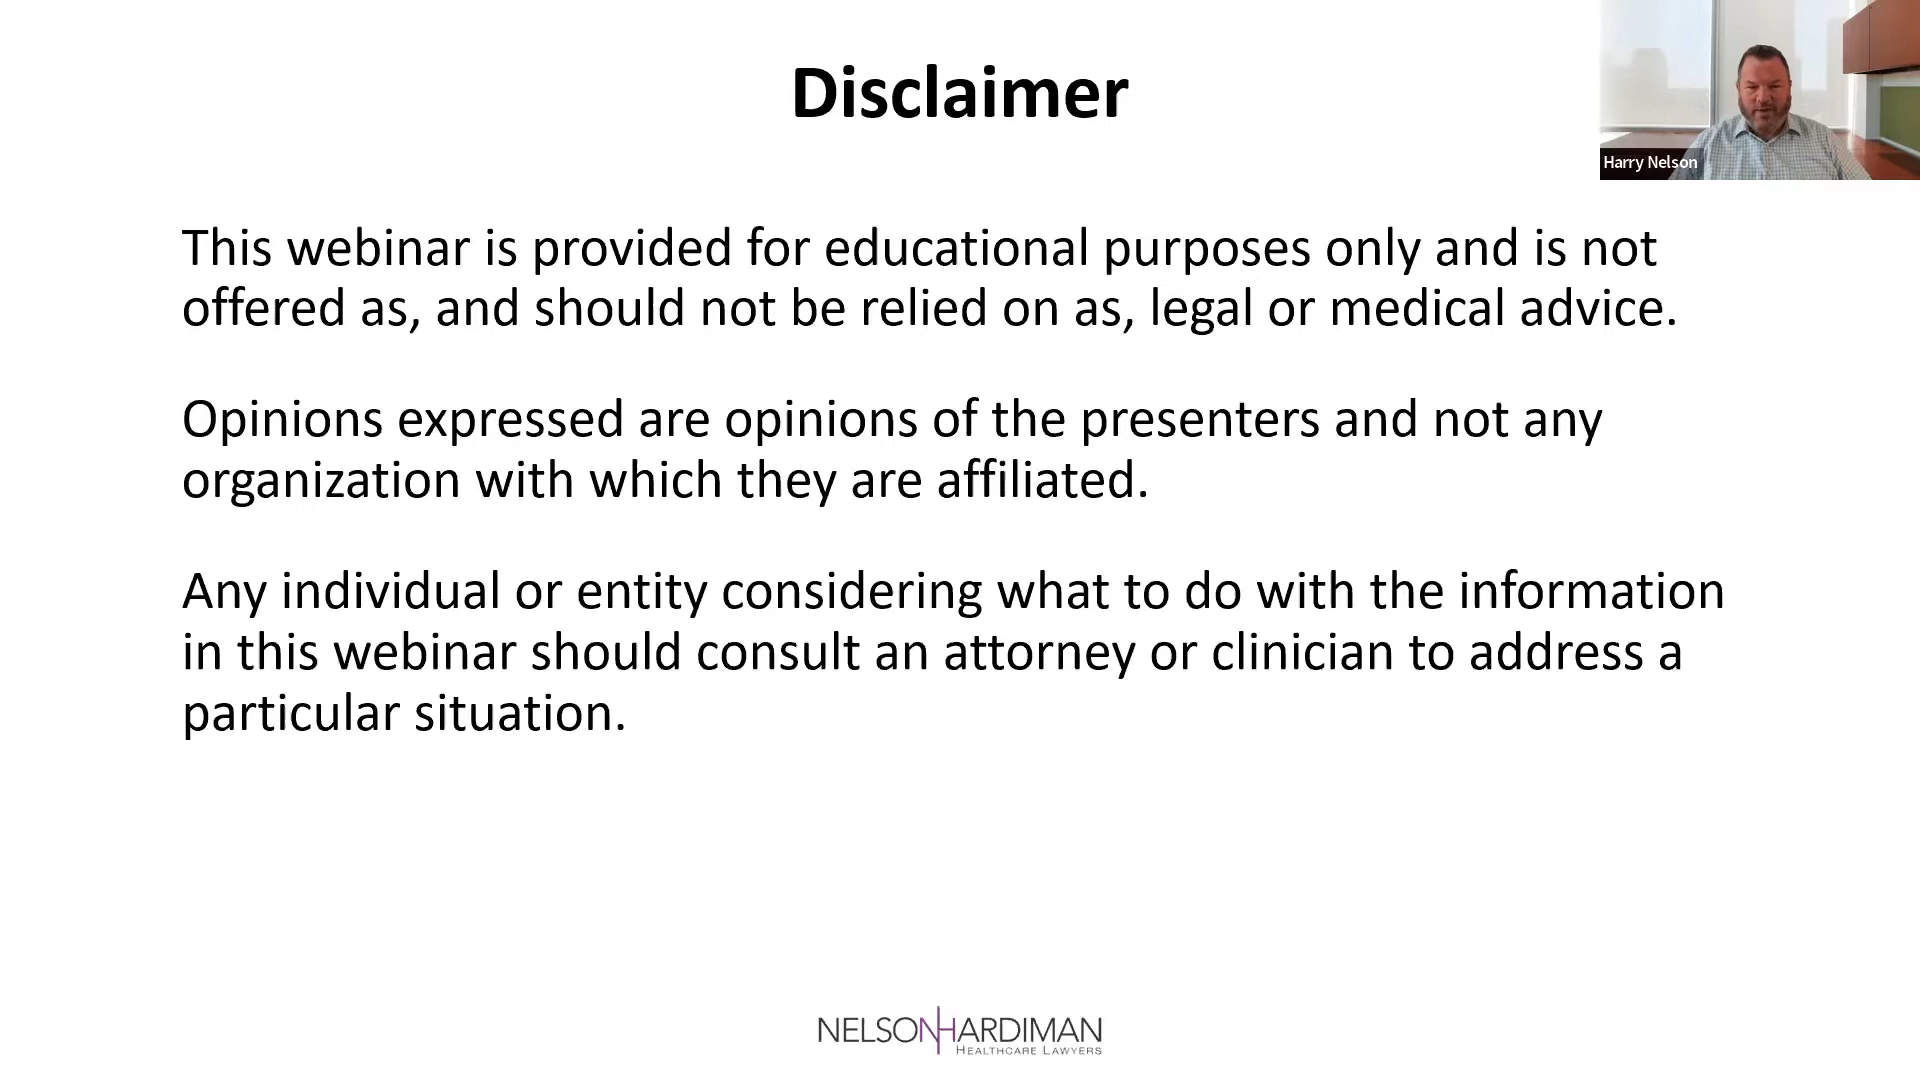 Disclaimer
Harry Nelson
This webinar is provided for educational purposes only and is not
offered as, and should not be relied on as, legal or medical advice.
Opinions expressed are opinions of the presenters and not any
organization with which they are affiliated.
Any individual or entity considering what to do with the information
in this webinar should consult an attorney or clinician to address a
particular situation.
NELSONHARDIMAN
HEALTHCARE LAWYERS